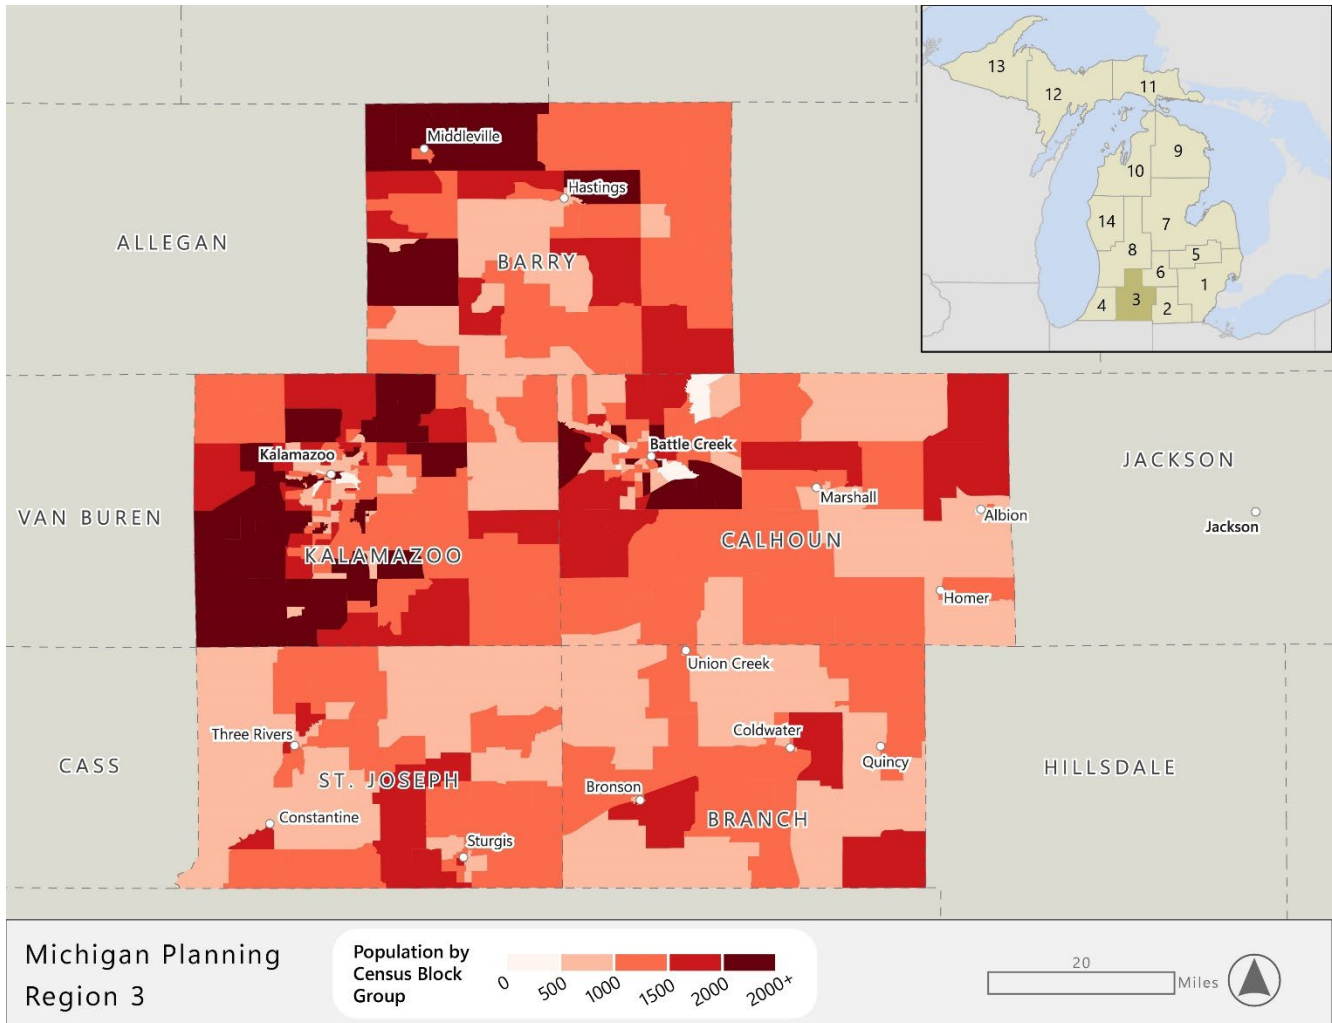 13
12
11
9
10
14
7
8
5
6
1
4
3
2
Middleville
Hastings
ALLEGAN
BARRY
Kalamazoo
Battle Creek
JACKSON
Marshall
VAN BUREN
Albion
Jackson
KALAMAZOO
CALHOUN
Homer
Union Creek
Three Rivers
Coldwater
CASS
ST. JOSEPH
Quincy
HILLSDALE
Bronson
Constantine
BRANCH
Sturgis
Michigan Planning
Region 3
Population by
Census Block
Group
0
500
1000
1500
2000
2000+
20
Miles